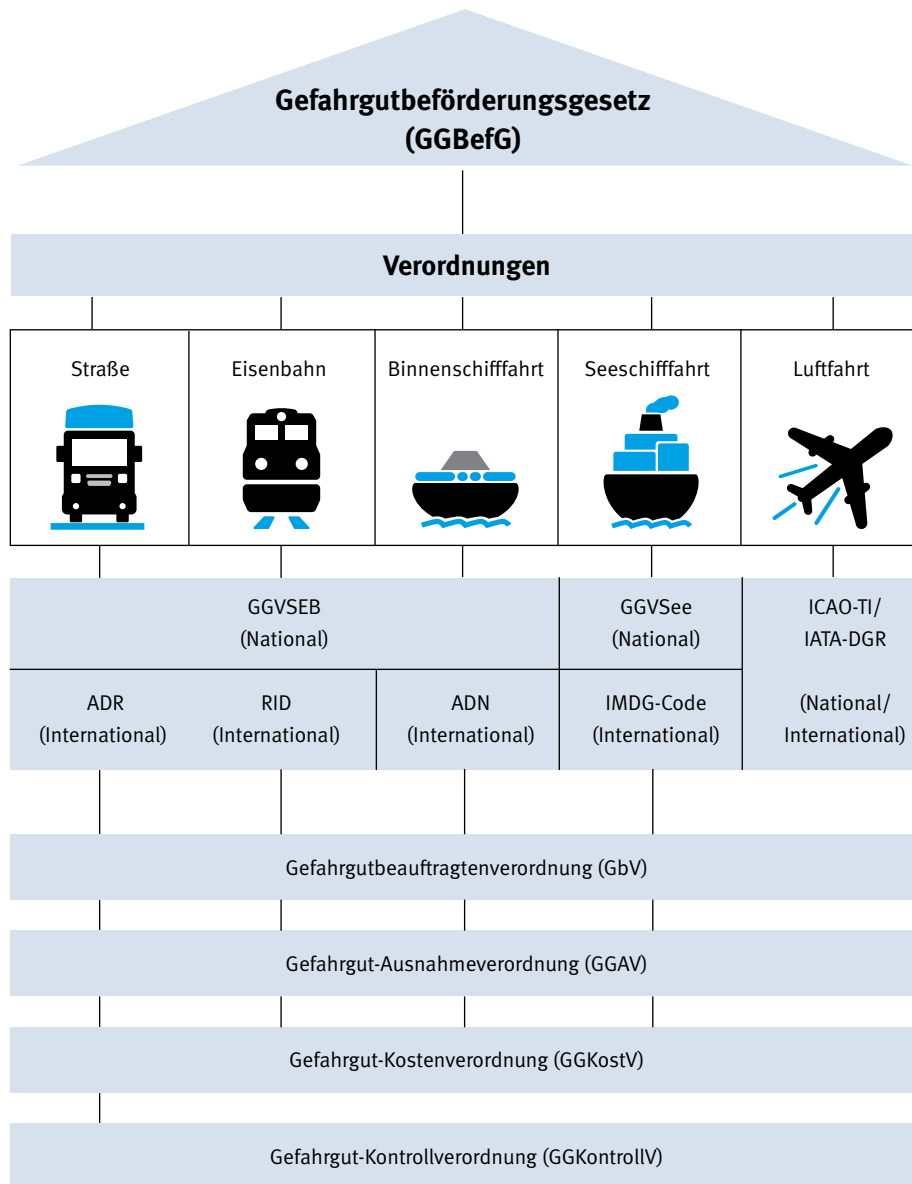 Gefahrgutbeförderungsgesetz
(GGBefG)
Verordnungen
Straße
Eisenbahn
Binnenschifffahrt
Seeschifffahrt
Luftfahrt
GGVSEB
(National)
GGVSee
(National)
ICAO-TI/
IATA-DGR
(National/
International)
ADR
(International)
RID
(International)
ADN
(International)
IMDG-Code
(International)
Gefahrgutbeauftragtenverordnung (GbV)
Gefahrgut-Ausnahmeverordnung (GGAV)
Gefahrgut-Kostenverordnung (GGKostV)
Gefahrgut-Kontrollverordnung (GGKontrollV)